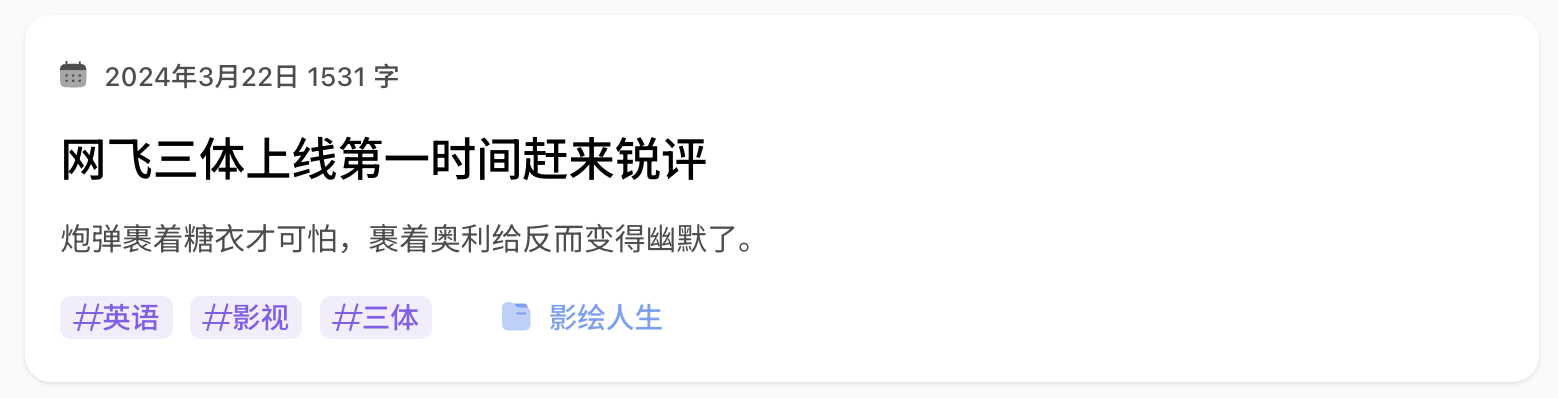 2024年3月22日 1531 字
网飞三体上线第一时间赶来锐评
炮弹裹着糖衣才可怕，裹着奥利给反而变得幽默了。
#英语 #影视 #三体 影绘人生